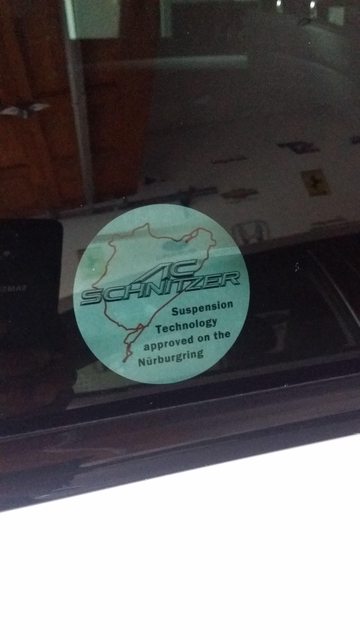 AC
SCHNITZER
Suspension
Technology
approved on the
Nürburgring